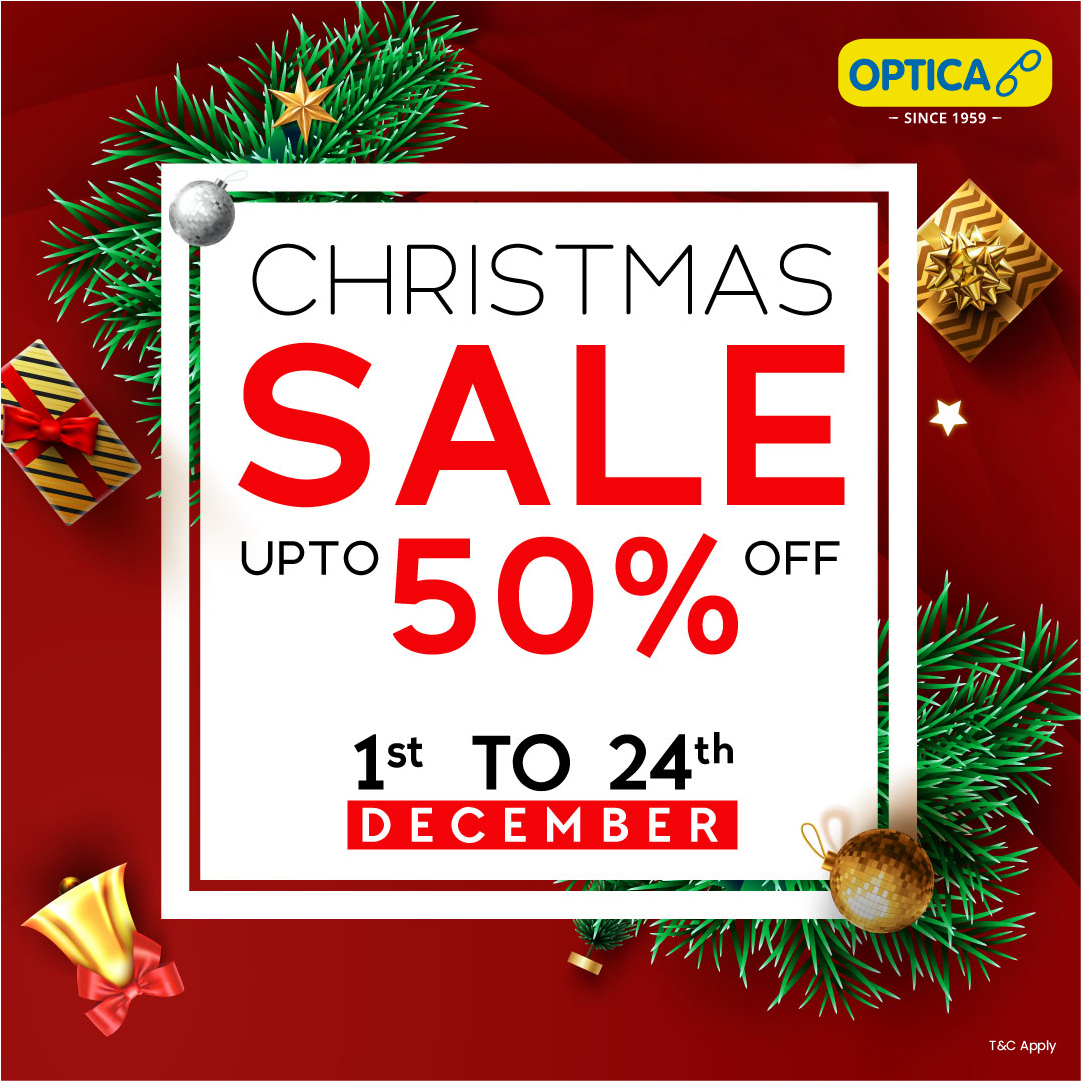 OPTICA
– SINCE 1959 –
CHRISTMAS
SALE
UPTO 50% OFF
1st TO 24th
DECEMBER
T&C Apply